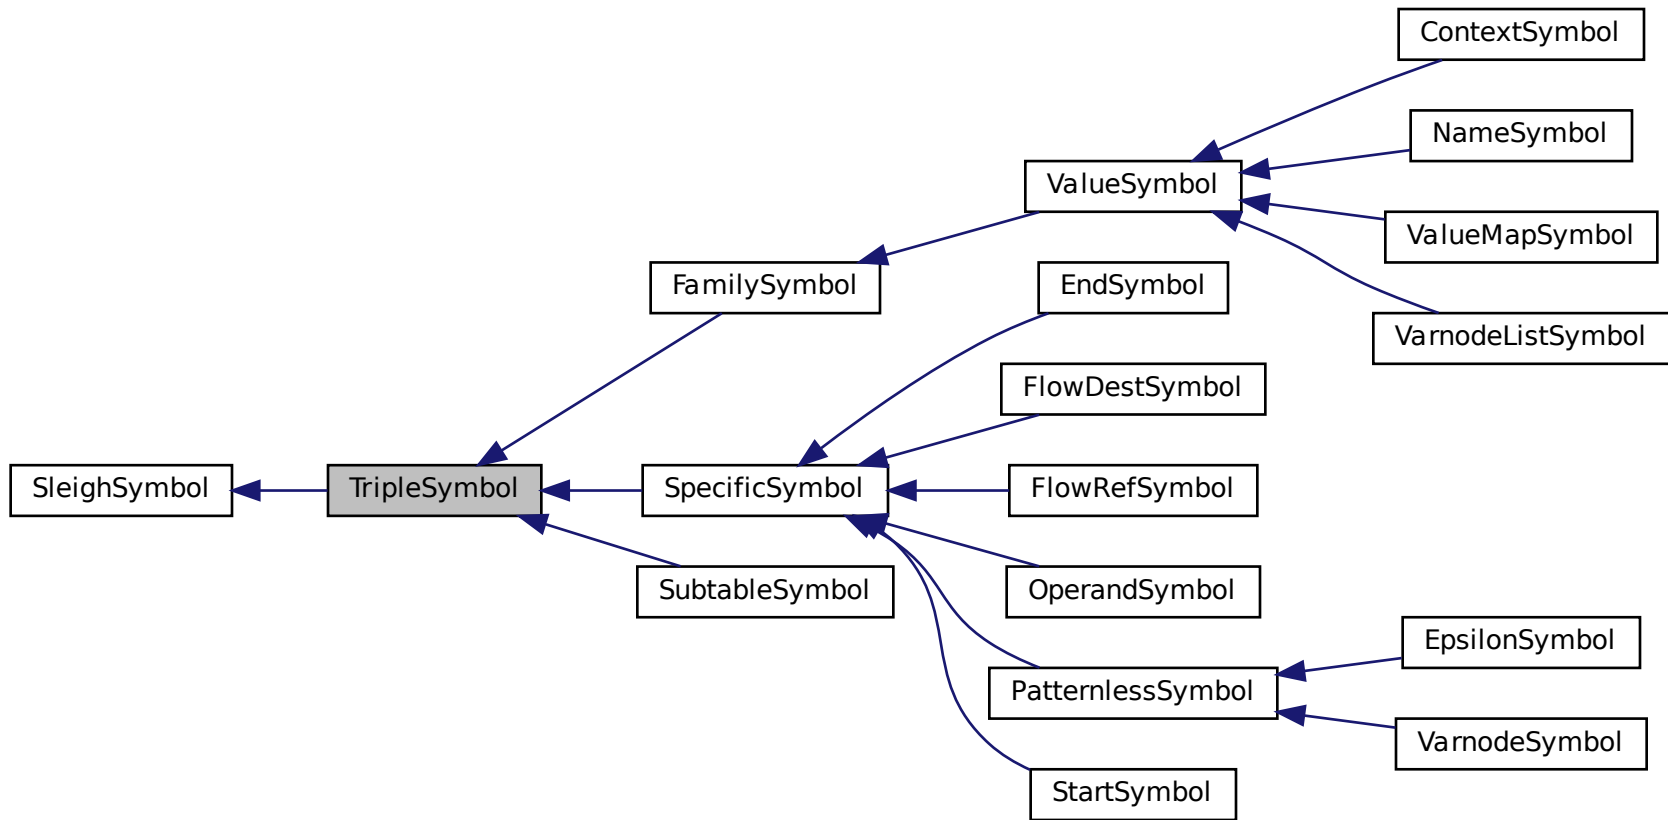 ContextSymbol
NameSymbol
ValueSymbol
ValueMapSymbol
FamilySymbol
EndSymbol
VarnodeListSymbol
FlowDestSymbol
SleighSymbol
TripleSymbol
SpecificSymbol
FlowRefSymbol
SubtableSymbol
OperandSymbol
EpsilonSymbol
PatternlessSymbol
VarnodeSymbol
StartSymbol